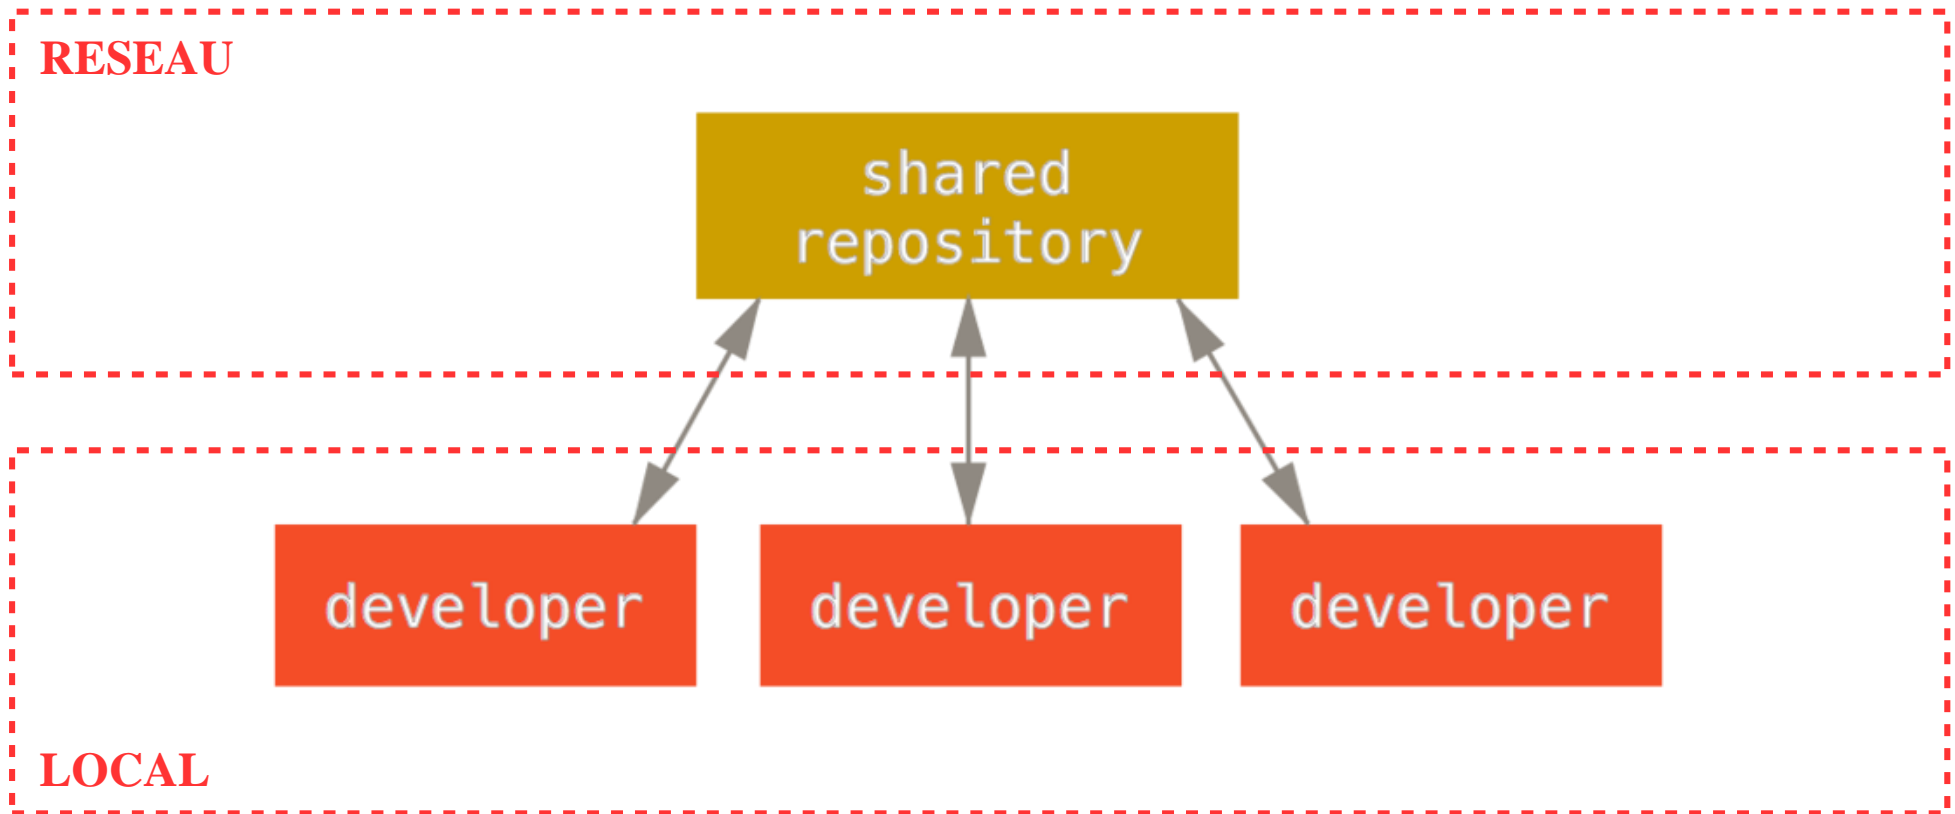 RESEAU
shared
repository
developer
developer
developer
LOCAL